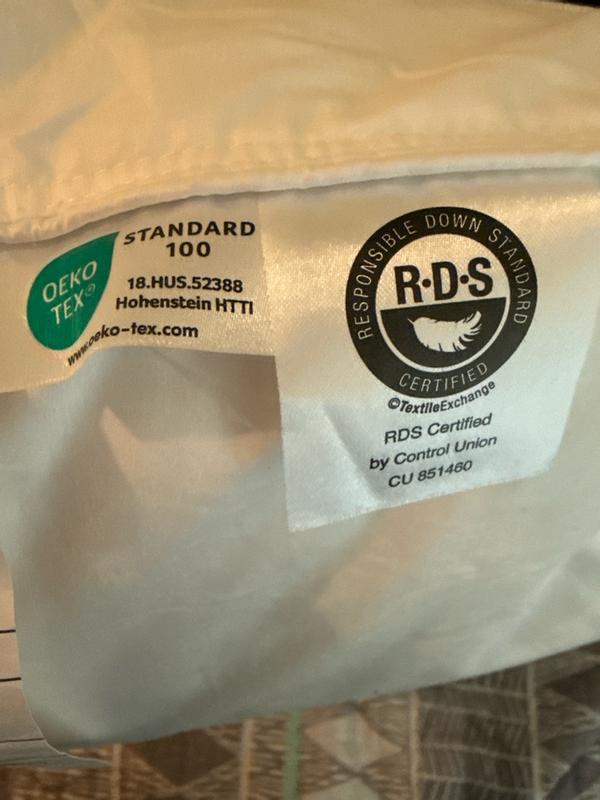 OEKO
TEX®
STANDARD
100
18.HUS.52388
Hohenstein HTTI
www.oeko-tex.com
RESPONSIBLE DOWN STANDARD
R·D·S
CERTIFIED
©TextileExchange
RDS Certified
by Control Union
CU 851460